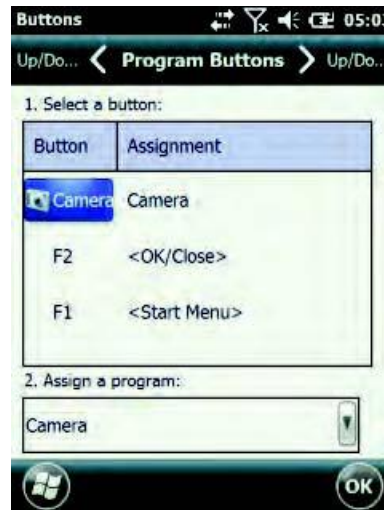 Buttons 05:0
Up/Do... Program Buttons Up/Do..
1. Select a button:
Button Assignment
Camera Camera
F2 <OK/Close>
F1 <Start Menu>
2. Assign a program:
Camera
OK